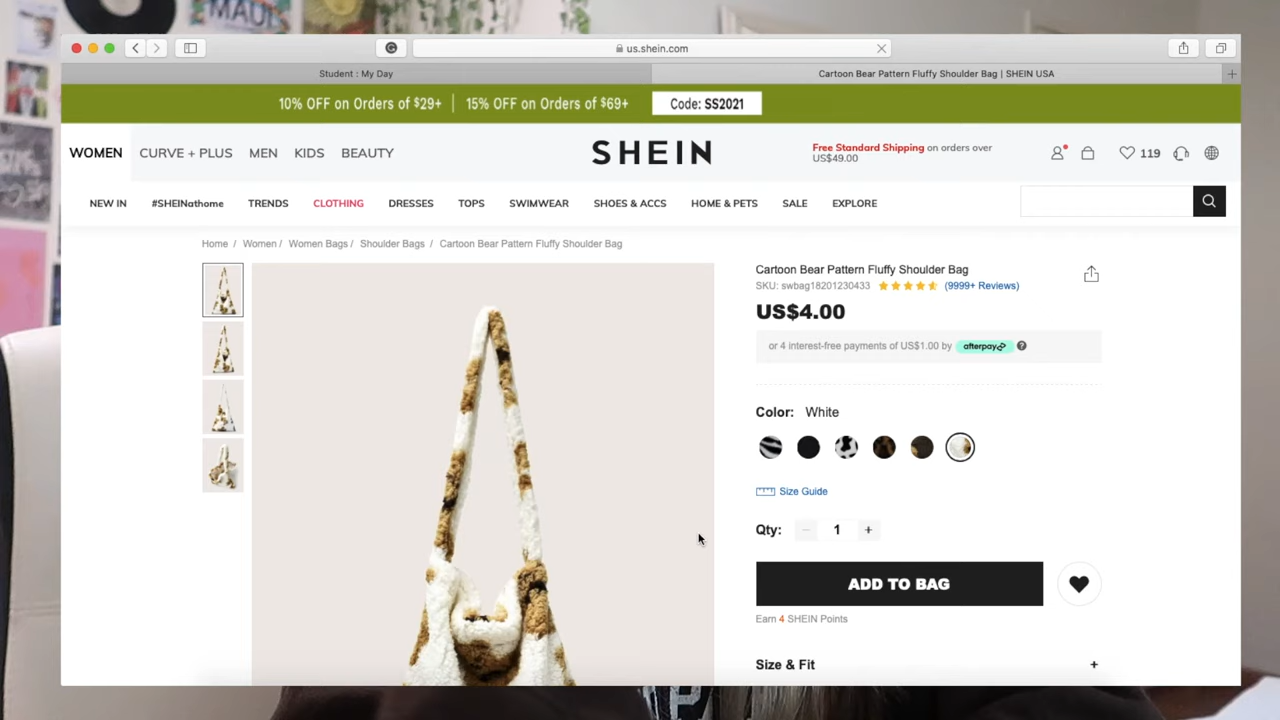 MAUI
us.shein.com
Student : My Day
Cartoon Bear Pattern Fluffy Shoulder Bag | SHEIN USA
10% OFF on Orders of $29+ | 15% OFF on Orders of $69+ Code: SS2021
WOMEN CURVE + PLUS MEN KIDS BEAUTY
SHEIN
Free Standard Shipping on orders over
US$49.00
119
NEW IN #SHEINathome TRENDS CLOTHING DRESSES TOPS SWIMWEAR SHOES & ACCS HOME & PETS SALE EXPLORE
Home / Women / Women Bags / Shoulder Bags / Cartoon Bear Pattern Fluffy Shoulder Bag
Cartoon Bear Pattern Fluffy Shoulder Bag
SKU: swbag18201230433 (9999+ Reviews)
US$4.00
or 4 interest-free payments of US$1.00 by afterpay ?
Color: White
Size Guide
Qty: − 1 +
ADD TO BAG
Earn 4 SHEIN Points
Size & Fit +